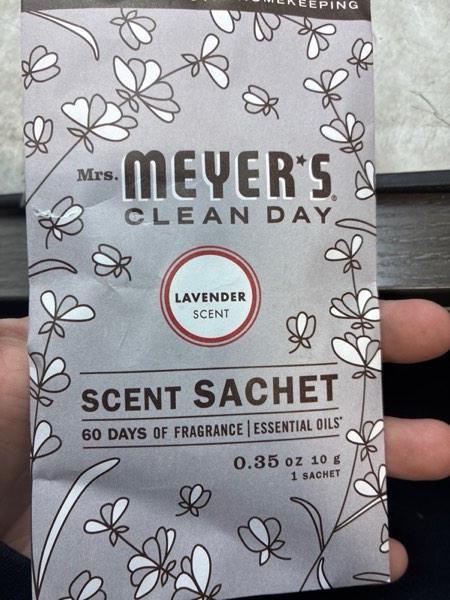 HOMEKEEPING
Mrs. MEYER'S®
CLEAN DAY
LAVENDER
SCENT
SCENT SACHET
60 DAYS OF FRAGRANCE | ESSENTIAL OILS*
0.35 OZ 10 g
1 SACHET